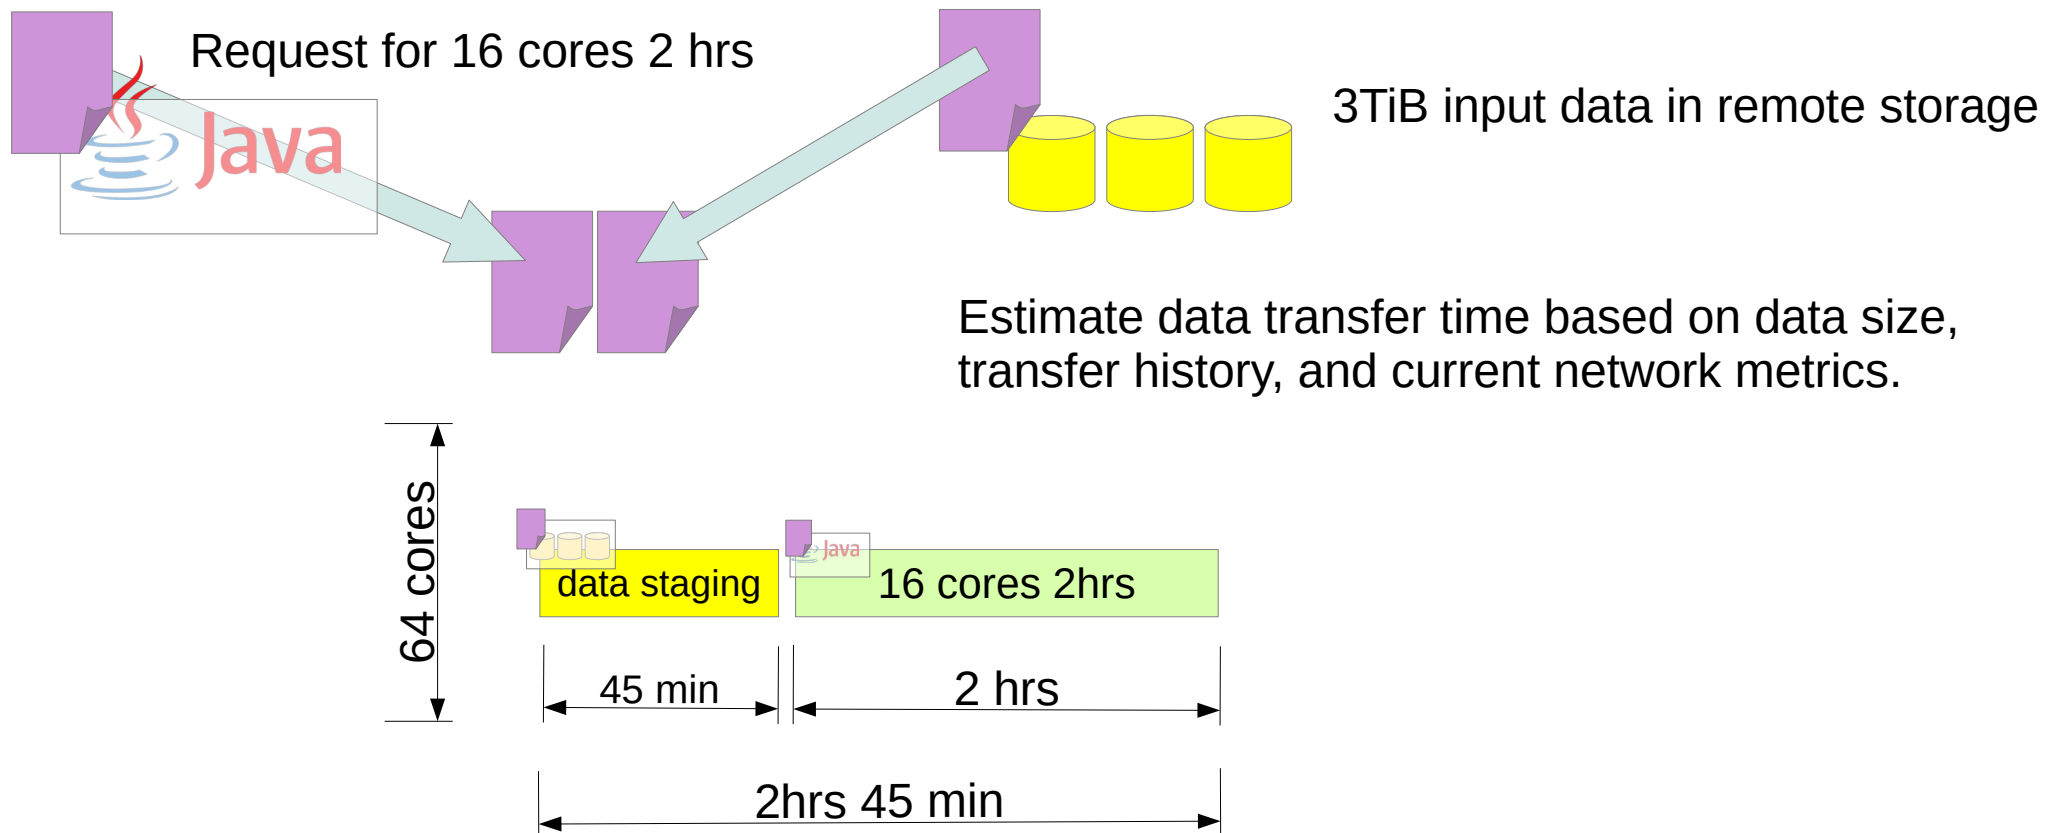 Request for 16 cores 2 hrs
3TiB input data in remote storage
Java
Estimate data transfer time based on data size,
transfer history, and current network metrics.
64 cores
Java
data staging
16 cores 2hrs
45 min
2 hrs
2hrs 45 min